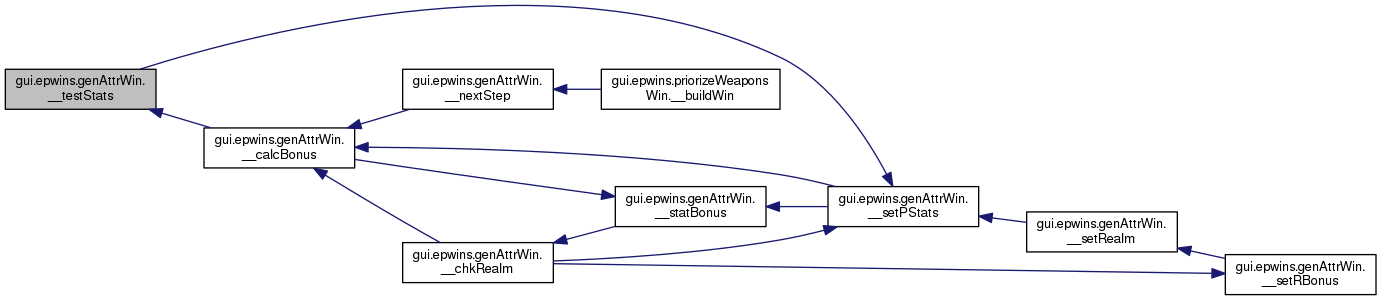 gui.epwins.genAttrWin.
__testStats
gui.epwins.genAttrWin.
__nextStep
gui.epwins.priorizeWeapons
Win.__buildWin
gui.epwins.genAttrWin.
__calcBonus
gui.epwins.genAttrWin.
__statBonus
gui.epwins.genAttrWin.
__setPStats
gui.epwins.genAttrWin.
__chkRealm
gui.epwins.genAttrWin.
__setRealm
gui.epwins.genAttrWin.
__setRBonus